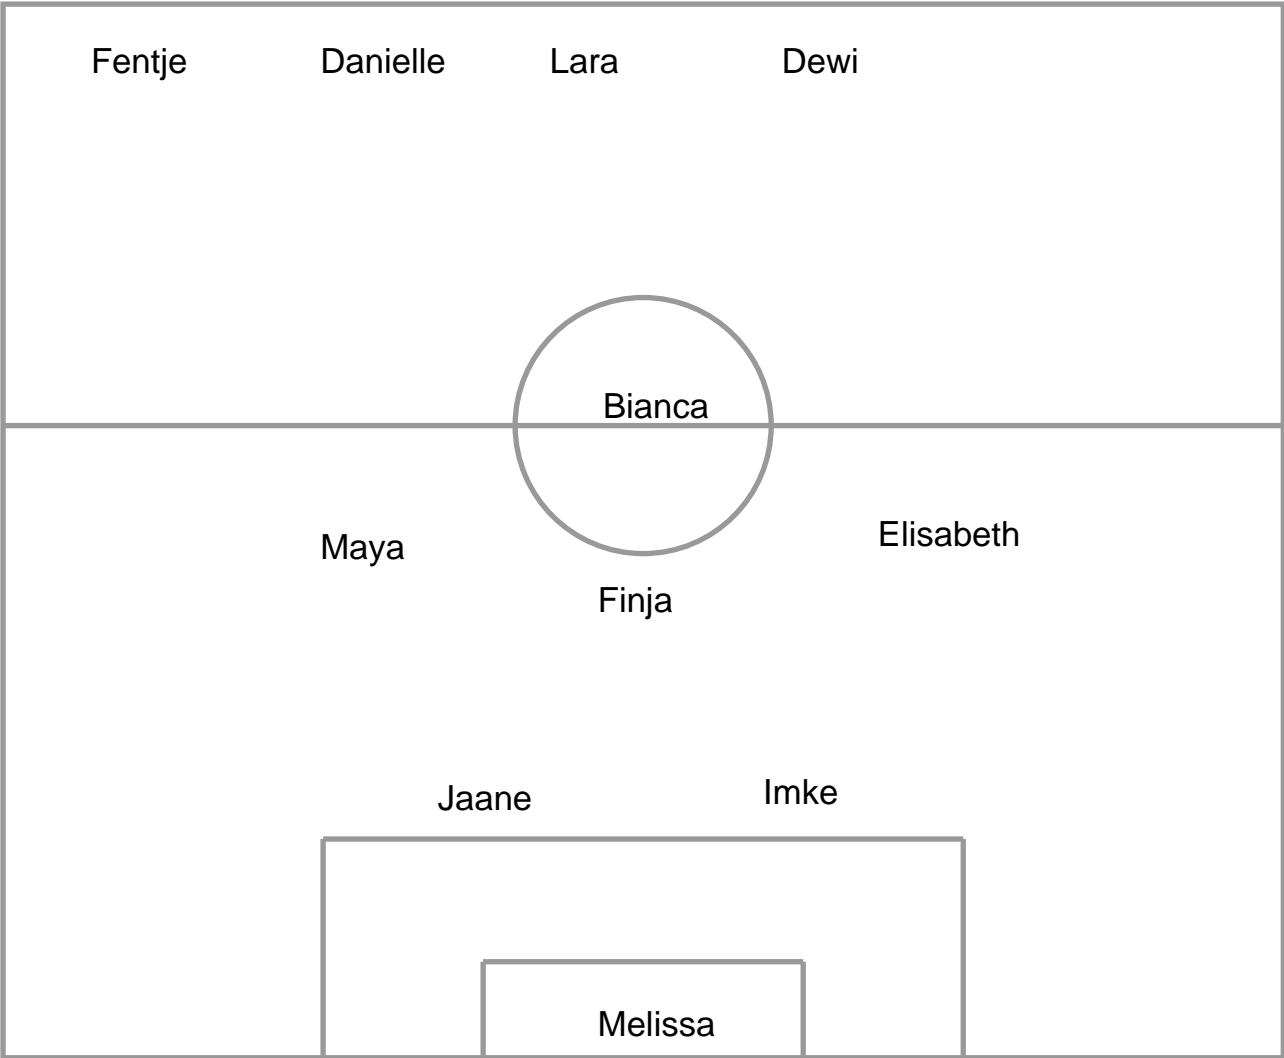 Fentje Danielle Lara Dewi
Bianca
Maya Elisabeth
Finja
Jaane Imke
Melissa